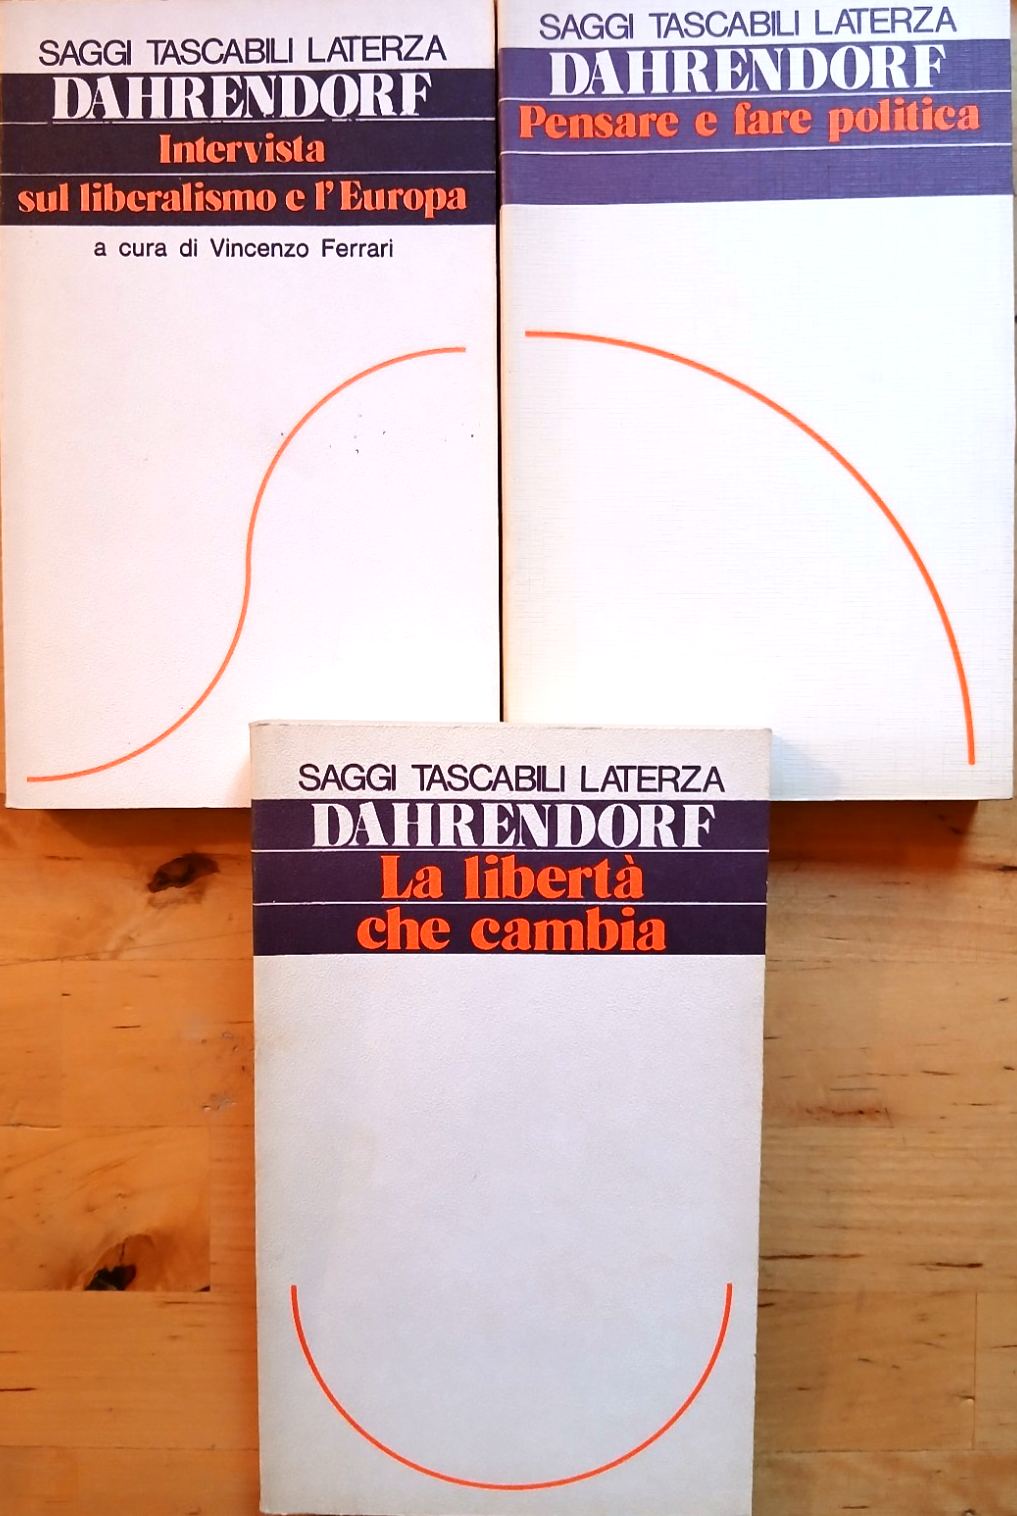 SAGGI TASCABILI LATERZA
DAHRENDORF
Intervista
sul liberalismo e l'Europa
a cura di Vincenzo Ferrari
SAGGI TASCABILI LATERZA
DAHRENDORF
Pensare e fare politica
SAGGI TASCABILI LATERZA
DAHRENDORF
La libertà
che cambia